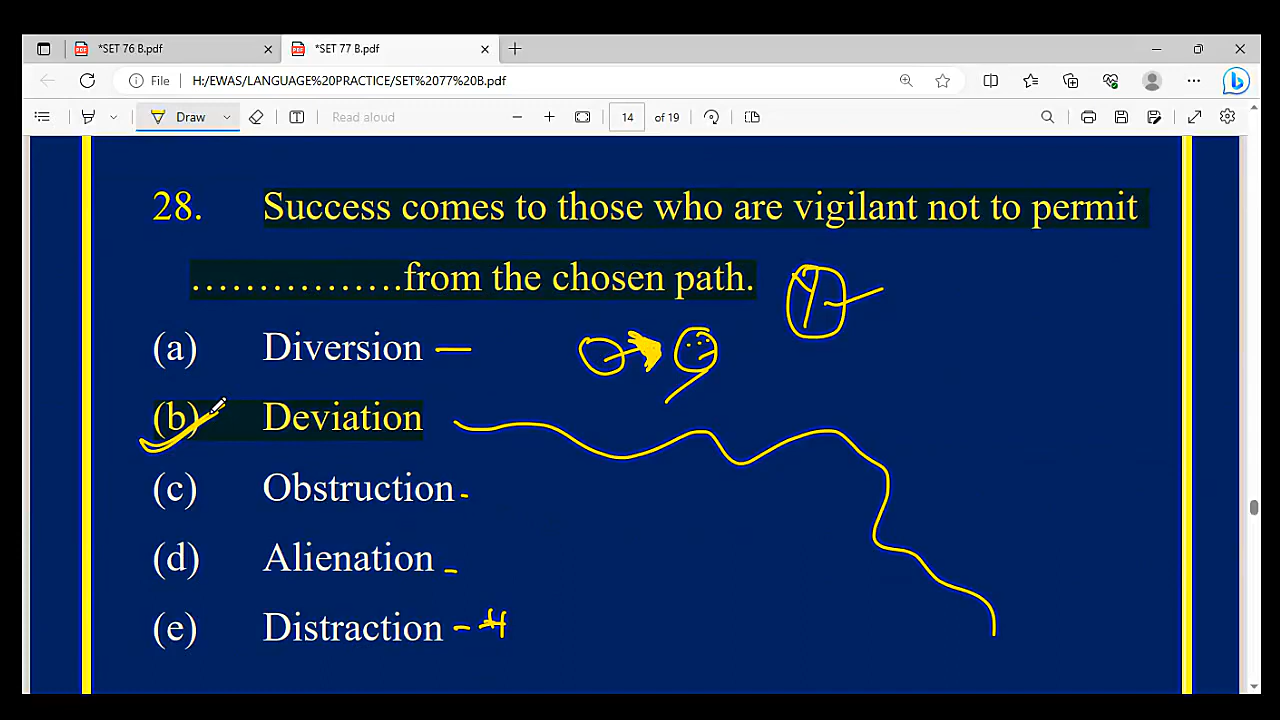 *SET 76 B.pdf
*SET 77 B.pdf
File H:/EWAS/LANGUAGE%20PRACTICE/SET%2077%20B.pdf
Draw Read aloud 14 of 19
28. Success comes to those who are vigilant not to permit
…………….from the chosen path.
(a) Diversion
(b) Deviation
(c) Obstruction
(d) Alienation
(e) Distraction